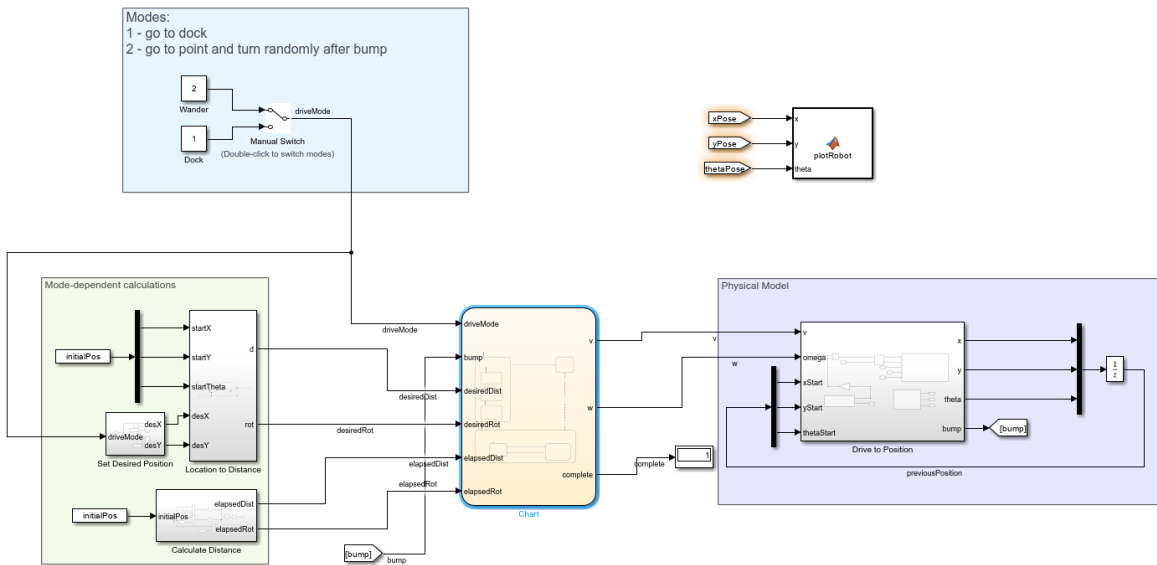 Modes:
1 - go to dock
2 - go to point and turn randomly after bump
2
Wander
driveMode
1
Dock
Manual Switch
(Double-click to switch modes)
xPose
yPose
thetaPose
x
y
theta
plotRobot
Mode-dependent calculations
initialPos
startX
startY
startTheta
desX
desY
d
rot
Location to Distance
driveMode
desX
desY
Set Desired Position
initialPos
initialPos
elapsedDist
elapsedRot
Calculate Distance
driveMode
desiredDist
desiredRot
elapsedDist
elapsedRot
[bump]
bump
driveMode
bump
desiredDist
desiredRot
elapsedDist
elapsedRot
v
w
complete
Chart
complete
1
v
w
Physical Model
v
omega
xStart
yStart
thetaStart
x
y
theta
bump
Drive to Position
[bump]
1
z
previousPosition